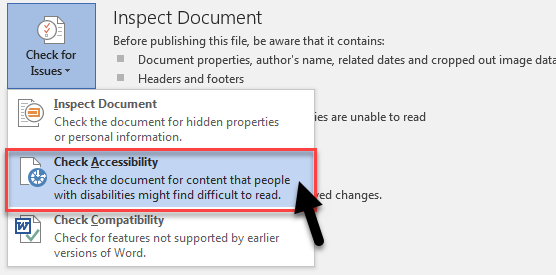 Inspect Document
Before publishing this file, be aware that it contains:
Document properties, author's name, related dates and cropped out image data
Headers and footers
Check for
Issues
Inspect Document
Check the document for hidden properties
or personal information.
ies are unable to read
Check Accessibility
Check the document for content that people
with disabilities might find difficult to read.
ved changes.
Check Compatibility
Check for features not supported by earlier
versions of Word.